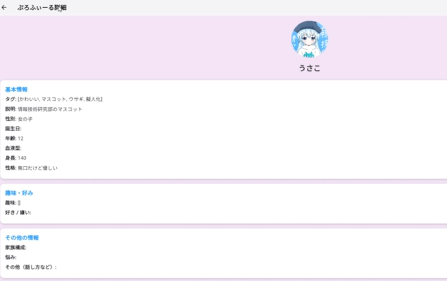 ← ぷろふぃーる詳細
うさこ
基本情報
タグ: [かわいい, マスコット, ウサギ, 擬人化]
説明: 情報技術研究部のマスコット
性別: 女の子
誕生日:
年齢: 12
血液型:
身長: 140
性格: 無口だけど優しい
趣味・好み
趣味: []
好き / 嫌い:
その他の情報
家族構成:
悩み:
その他（話し方など）: